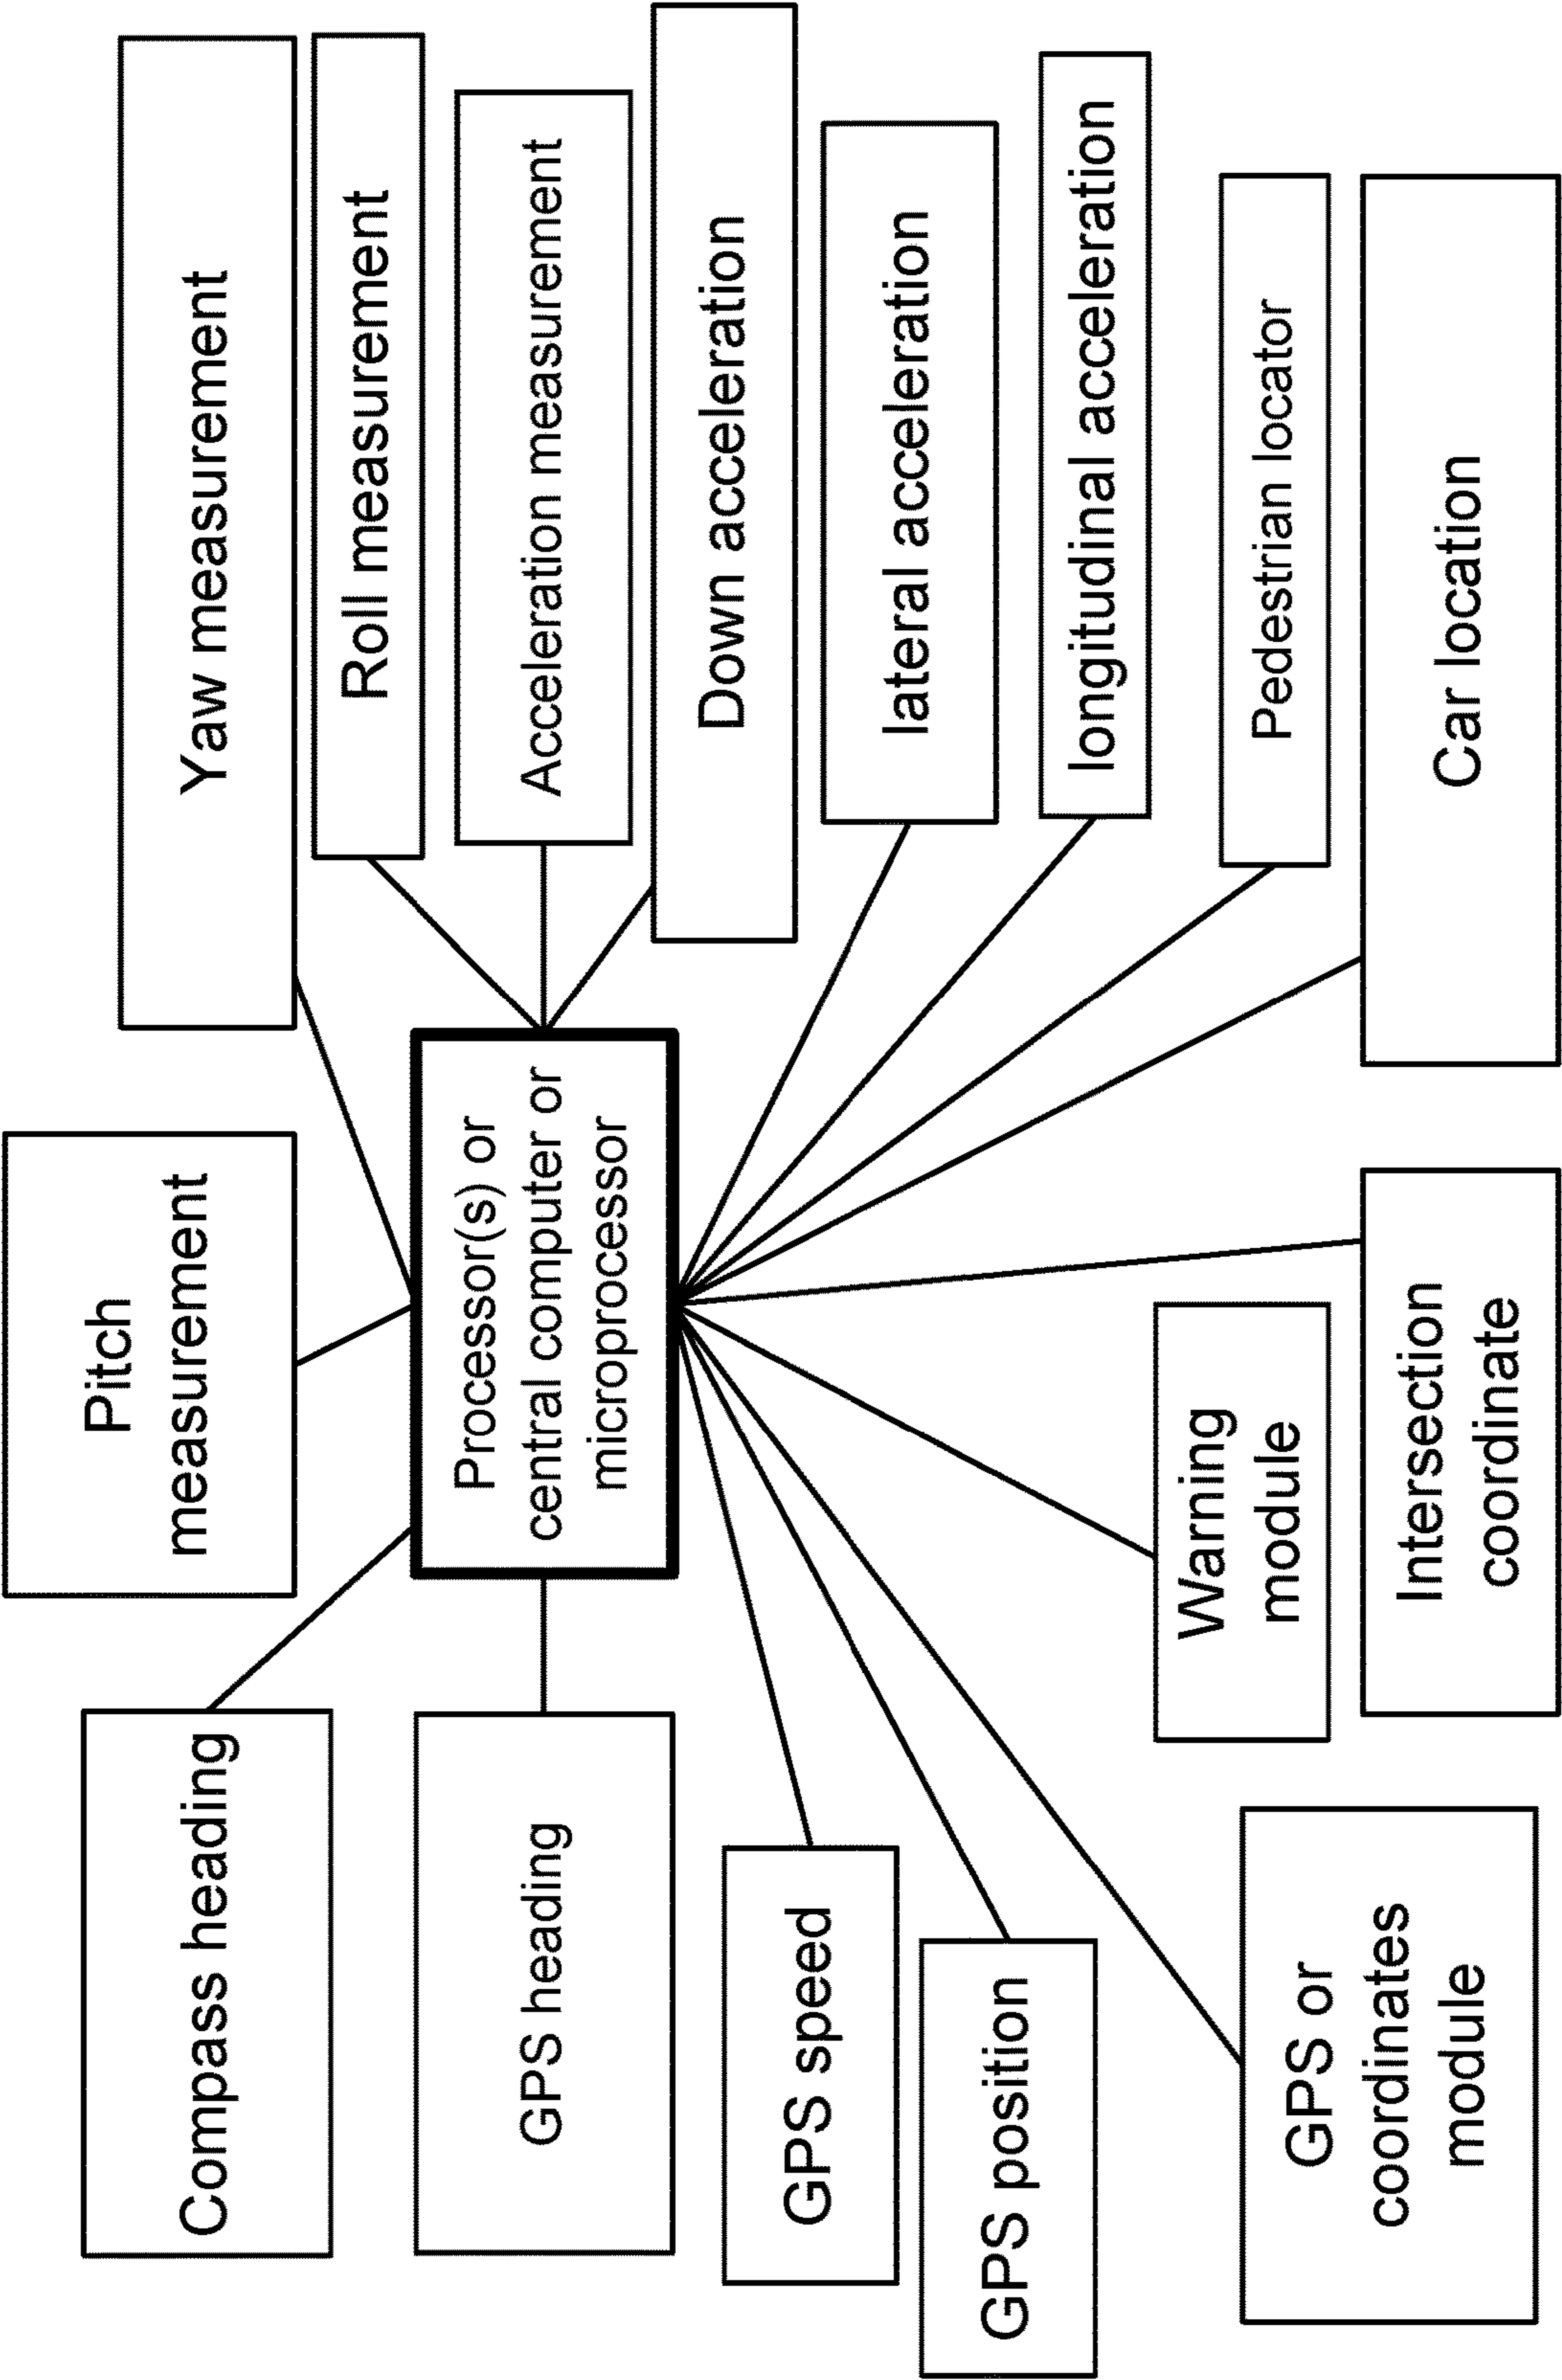 Pitch
measurement
Compass heading
Yaw measurement
Roll measurement
GPS heading
Processor(s) or
central computer or
microprocessor
Acceleration measurement
Down acceleration
GPS speed
lateral acceleration
GPS position
longitudinal acceleration
Warning
module
Pedestrian locator
GPS or
coordinates
module
Intersection
coordinate
Car location